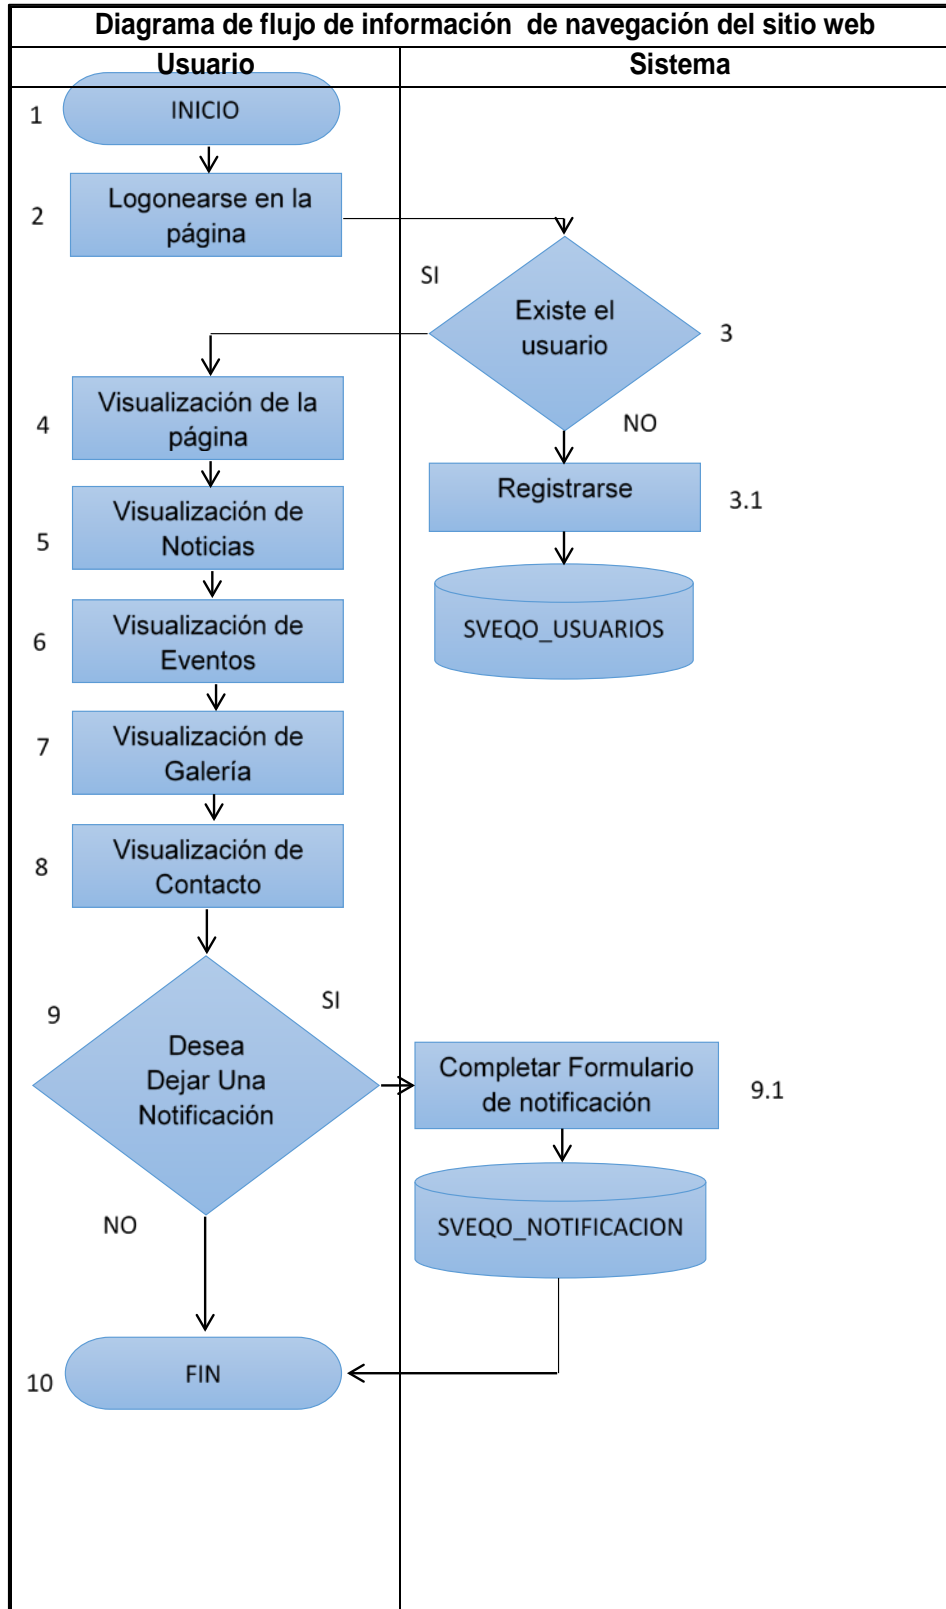 Diagrama de flujo de información  de navegación del sitio web
Usuario
Sistema
1
INICIO
2
Logonearse en la
página
SI
Existe el
usuario
3
NO
4
Visualización de la
página
Registrarse
3.1
5
Visualización de
Noticias
SVEQO_USUARIOS
6
Visualización de
Eventos
7
Visualización de
Galería
8
Visualización de
Contacto
9
SI
Desea
Dejar Una
Notificación
Completar Formulario
de notificación
9.1
NO
SVEQO_NOTIFICACION
10
FIN